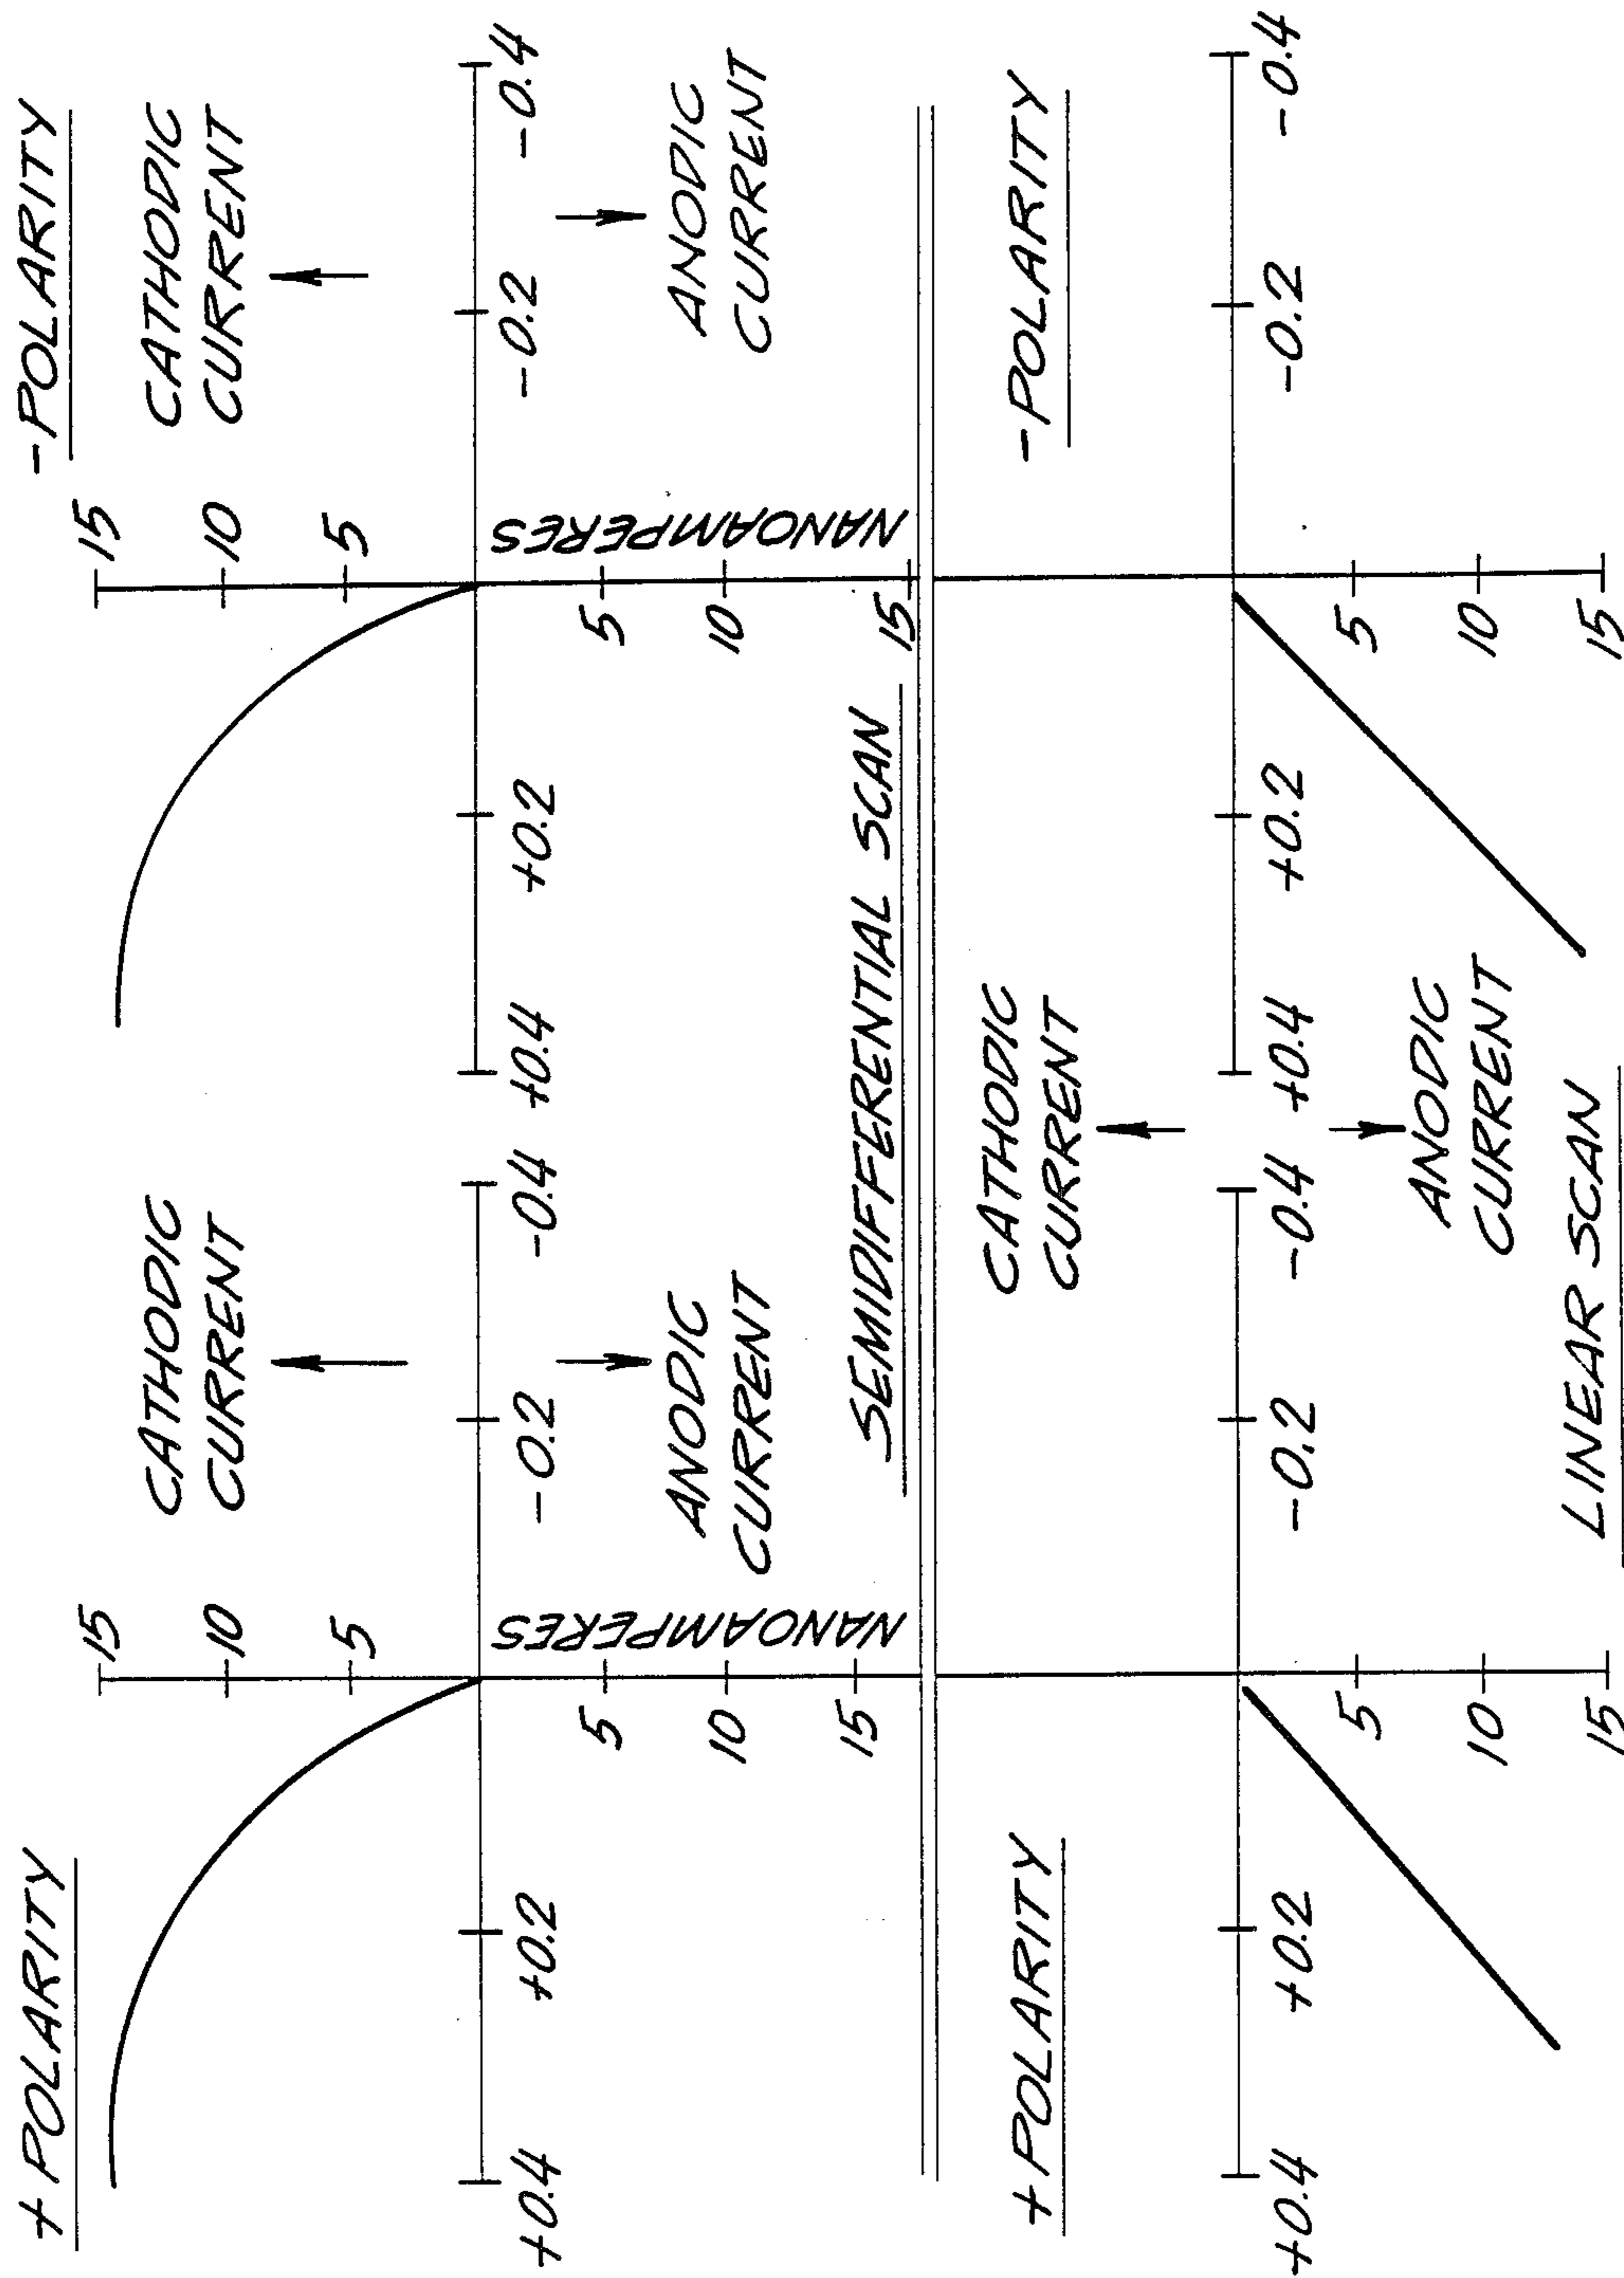 + POLARITY
- POLARITY
15
15
CATHODIC
CURRENT
CATHODIC
CURRENT
10
10
5
5
+0.4
+0.2
-0.2
-0.4
+0.4
+0.2
-0.2
-0.4
NANOAMPERES
NANOAMPERES
5
5
ANODIC
CURRENT
ANODIC
CURRENT
10
10
15
15
SEMIDIFFERENTIAL SCAN
+ POLARITY
CATHODIC
CURRENT
- POLARITY
+0.4
+0.2
-0.2
-0.4
+0.4
+0.2
-0.2
-0.4
5
5
ANODIC
CURRENT
10
10
15
15
LINEAR SCAN